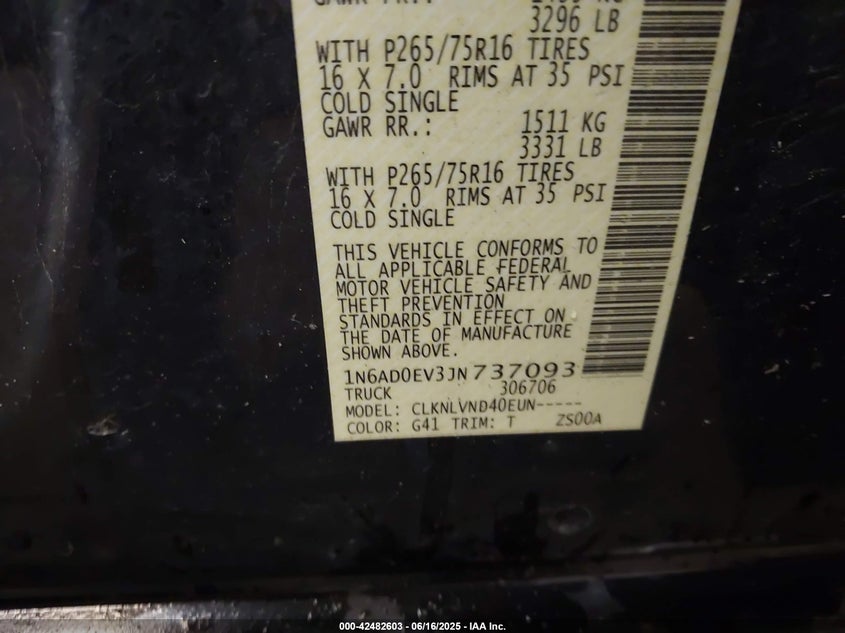 3296 LB
WITH P265/75R16 TIRES
16 X 7.0 RIMS AT 35 PSI
COLD SINGLE
GAWR RR.: 1511 KG
3331 LB
WITH P265/75R16 TIRES
16 X 7.0 RIMS AT 35 PSI
COLD SINGLE
THIS VEHICLE CONFORMS TO
ALL APPLICABLE FEDERAL
MOTOR VEHICLE SAFETY AND
THEFT PREVENTION
STANDARDS IN EFFECT ON
THE DATE OF MANUFACTURE
SHOWN ABOVE.
1N6AD0EV3JN737093
TRUCK 306706
MODEL: CLKNLVND40EUN-----
COLOR: G41 TRIM: T ZS00A
000-42482603 - 06/16/2025 - IAA Inc.